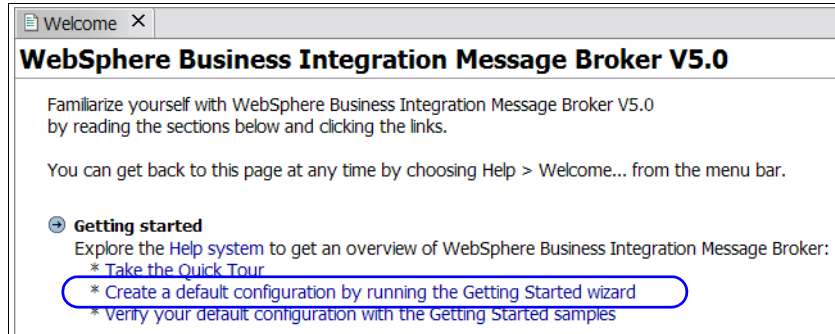 Welcome
WebSphere Business Integration Message Broker V5.0
Familiarize yourself with WebSphere Business Integration Message Broker V5.0
by reading the sections below and clicking the links.
You can get back to this page at any time by choosing Help > Welcome... from the menu bar.
Getting started
Explore the Help system to get an overview of WebSphere Business Integration Message Broker:
* Take the Quick Tour
* Create a default configuration by running the Getting Started wizard
* Verify your default configuration with the Getting Started samples